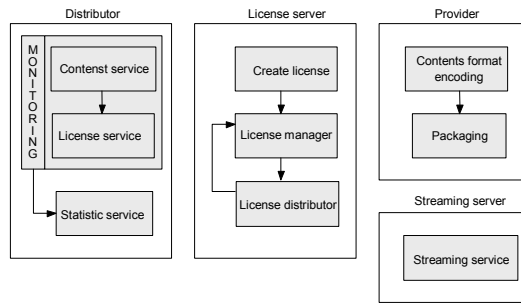 Distributor
MONITORING
Contenst service
License service
Statistic service
License server
Create license
License manager
License distributor
Provider
Contents format
encoding
Packaging
Streaming server
Streaming service